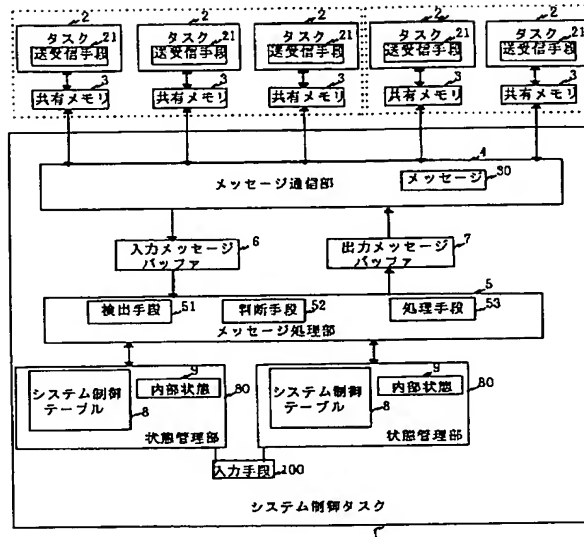 2 2 2 2 2
タスク 21 タスク 21 タスク 21 タスク 21 タスク 21
送受信手段 送受信手段 送受信手段 送受信手段 送受信手段
3 3 3 3 3
共有メモリ 共有メモリ 共有メモリ 共有メモリ 共有メモリ
4
メッセージ通信部 メッセージ 30
入力メッセージバッファ 6 出力メッセージバッファ 7
5
検出手段 51 判断手段 52 処理手段 53
メッセージ処理部
9 80 9 80
システム制御テーブル 内部状態 システム制御テーブル 内部状態
8 8
状態管理部 状態管理部
入力手段 100
システム制御タスク